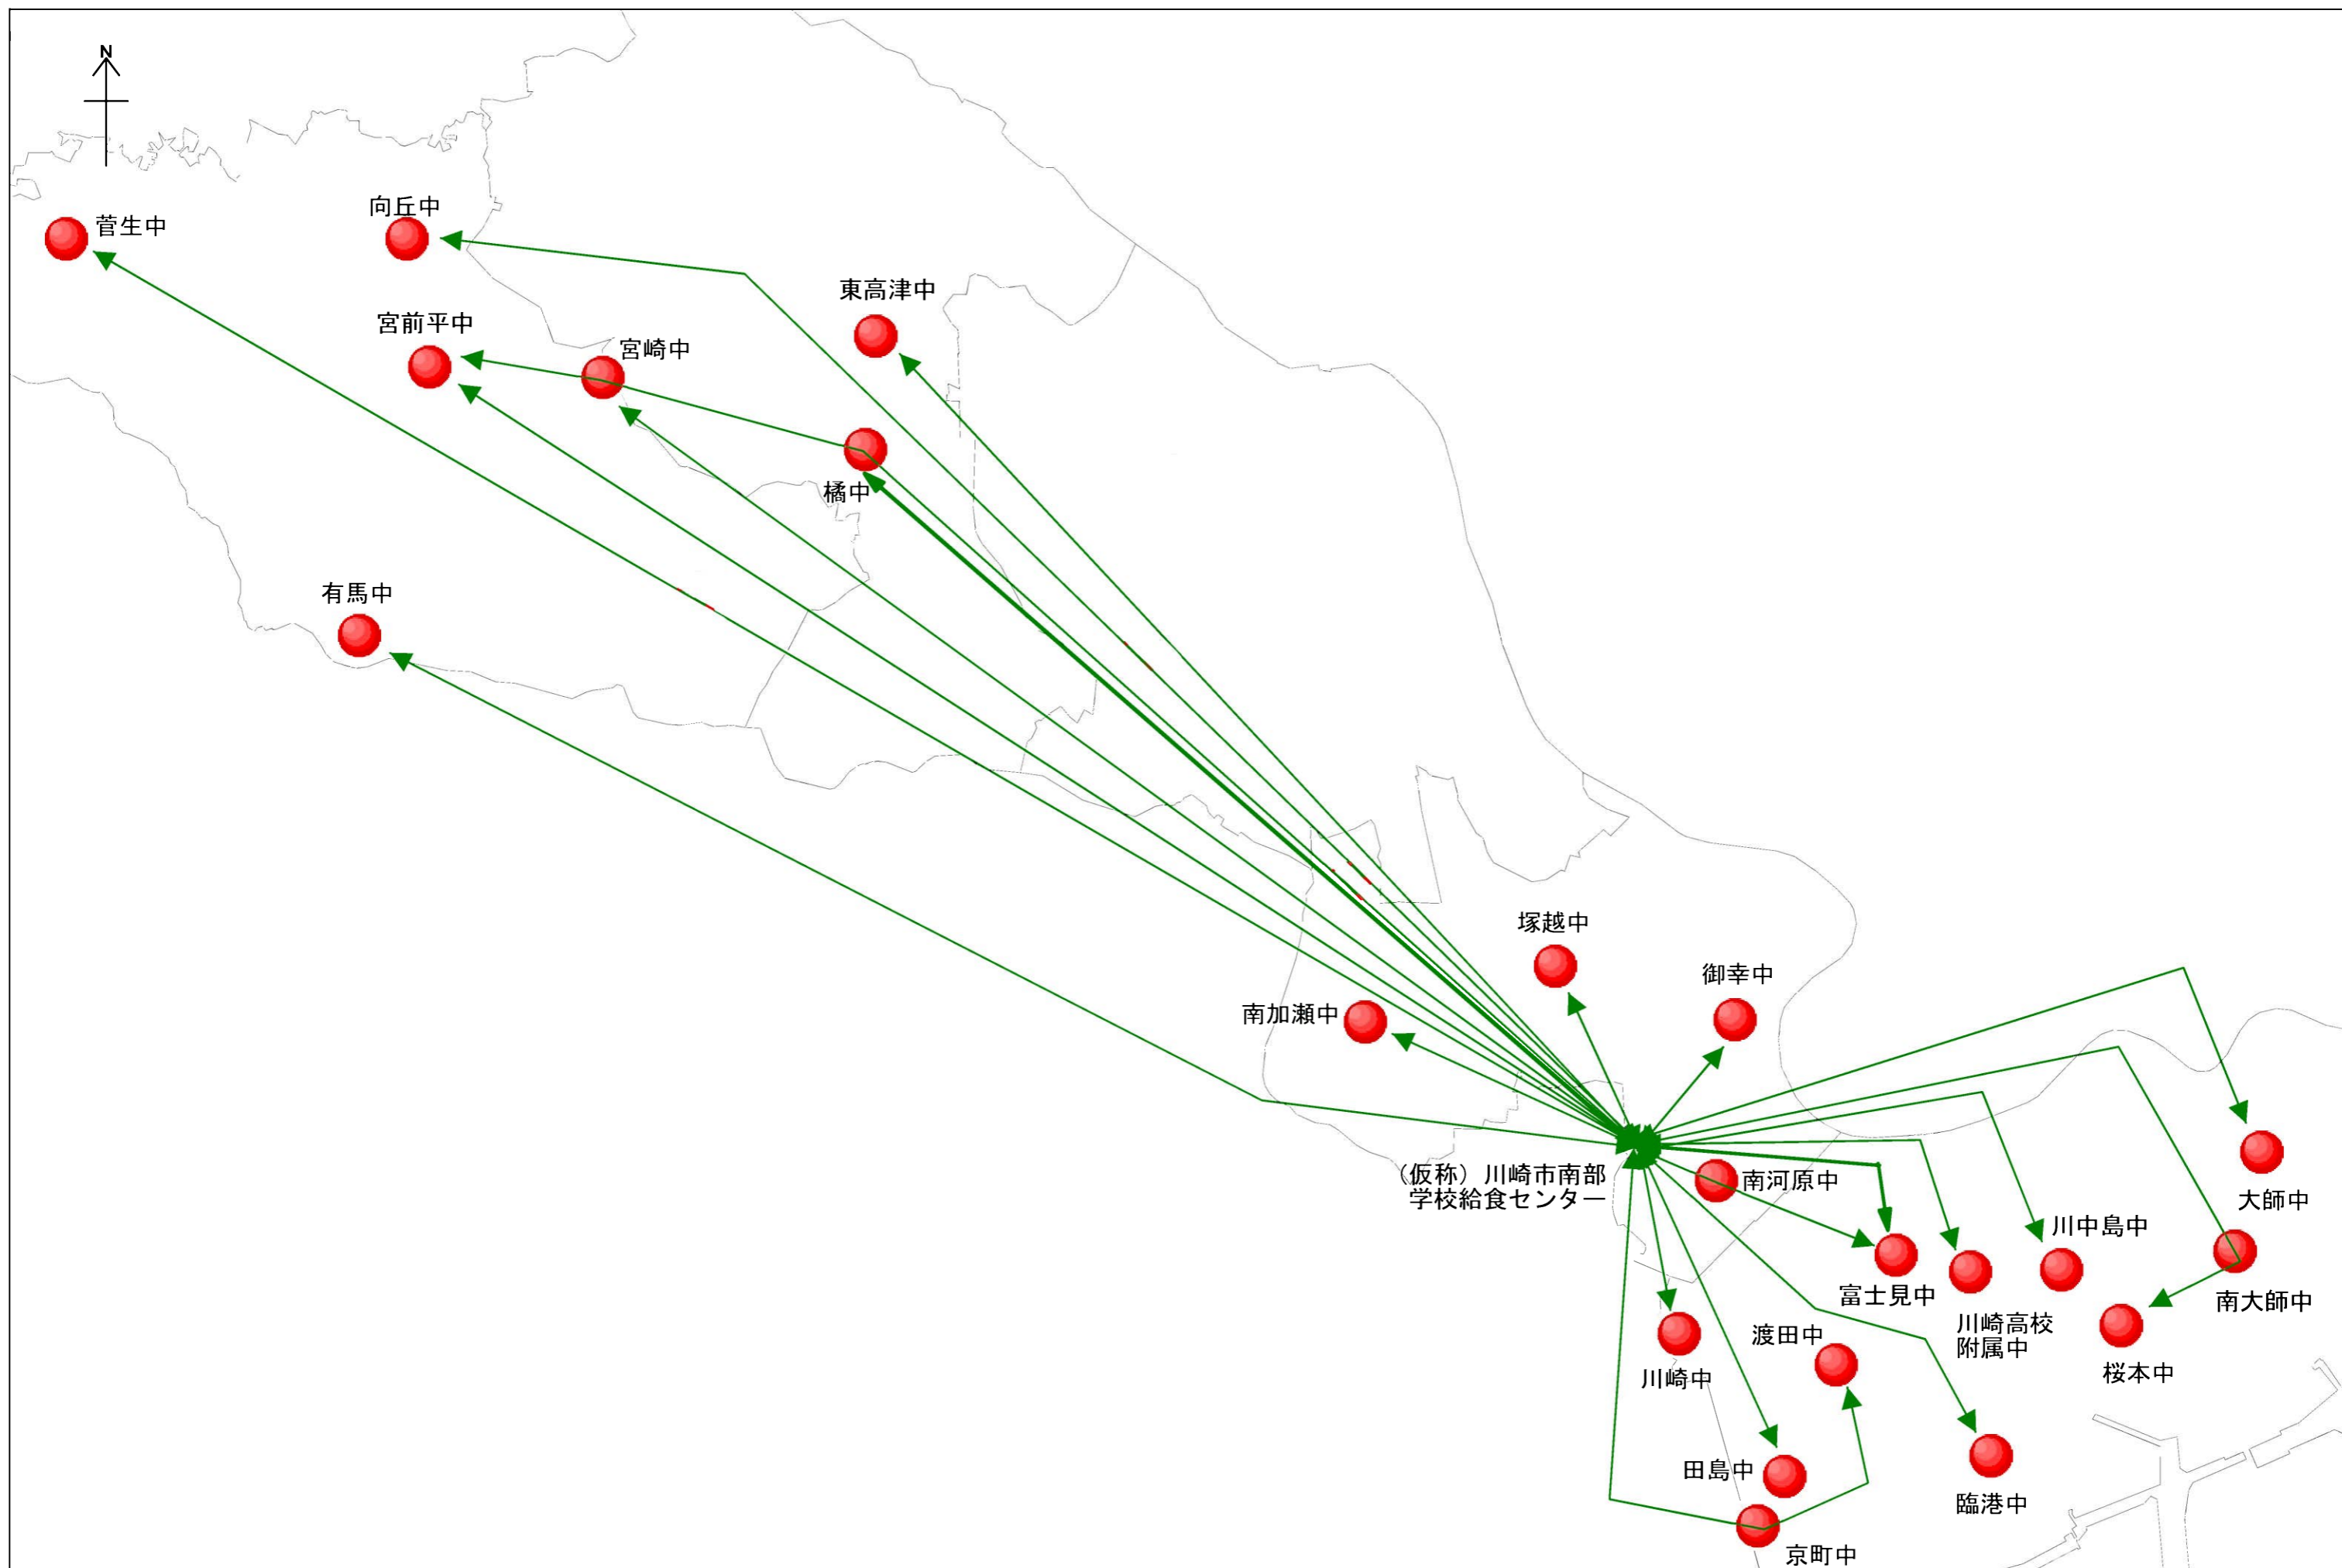 N
菅生中
向丘中
東高津中
宮前平中
宮崎中
橘中
有馬中
塚越中
御幸中
南加瀬中
（仮称）川崎市南部
学校給食センター
南河原中
大師中
川中島中
富士見中
南大師中
川崎高校
附属中
渡田中
川崎中
桜本中
田島中
臨港中
京町中